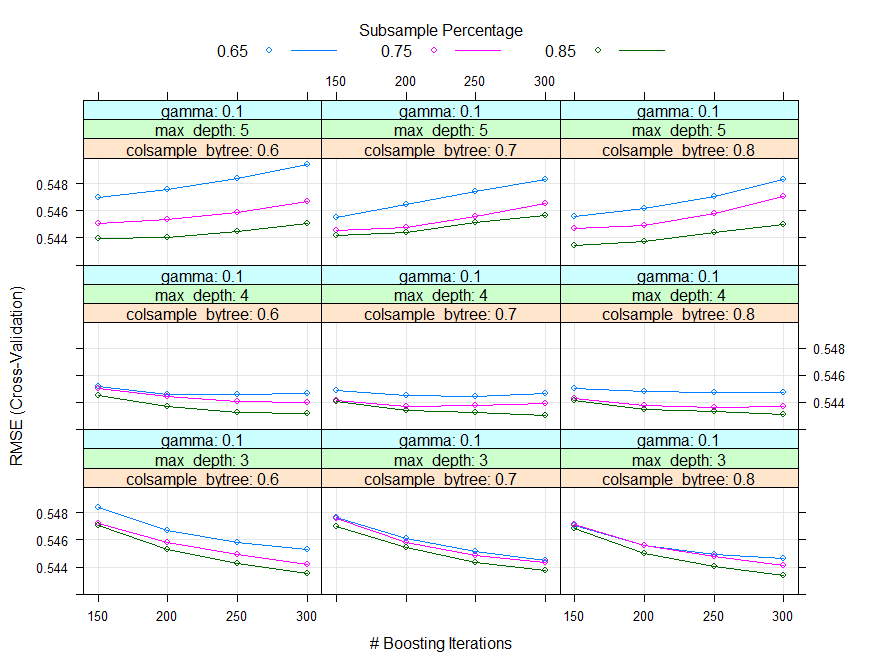 Subsample Percentage
0.65 0.75 0.85
150 200 250 300
gamma: 0.1 gamma: 0.1 gamma: 0.1
max_depth: 5 max_depth: 5 max_depth: 5
colsample_bytree: 0.6 colsample_bytree: 0.7 colsample_bytree: 0.8
0.548
0.546
0.544
gamma: 0.1 gamma: 0.1 gamma: 0.1
max_depth: 4 max_depth: 4 max_depth: 4
colsample_bytree: 0.6 colsample_bytree: 0.7 colsample_bytree: 0.8
0.548
0.546
0.544
gamma: 0.1 gamma: 0.1 gamma: 0.1
max_depth: 3 max_depth: 3 max_depth: 3
colsample_bytree: 0.6 colsample_bytree: 0.7 colsample_bytree: 0.8
0.548
0.546
0.544
150 200 250 300 150 200 250 300
# Boosting Iterations
RMSE (Cross-Validation)